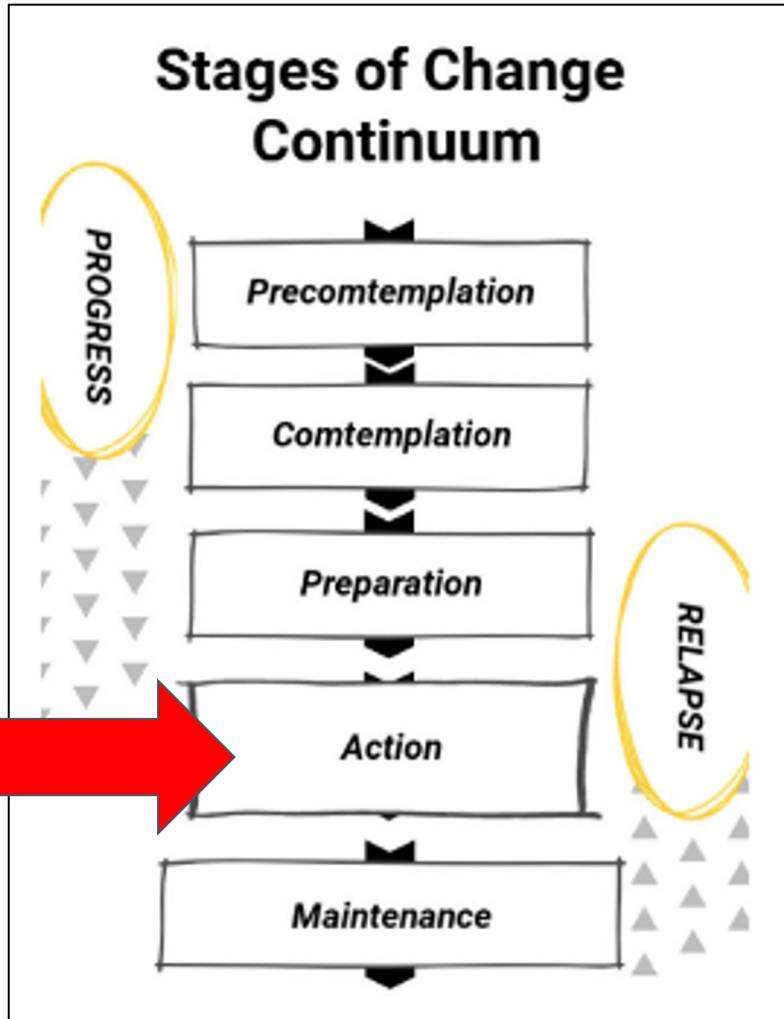 Stages of Change
Continuum
PROGRESS
Precomtemplation
Comtemplation
Preparation
RELAPSE
Action
Maintenance